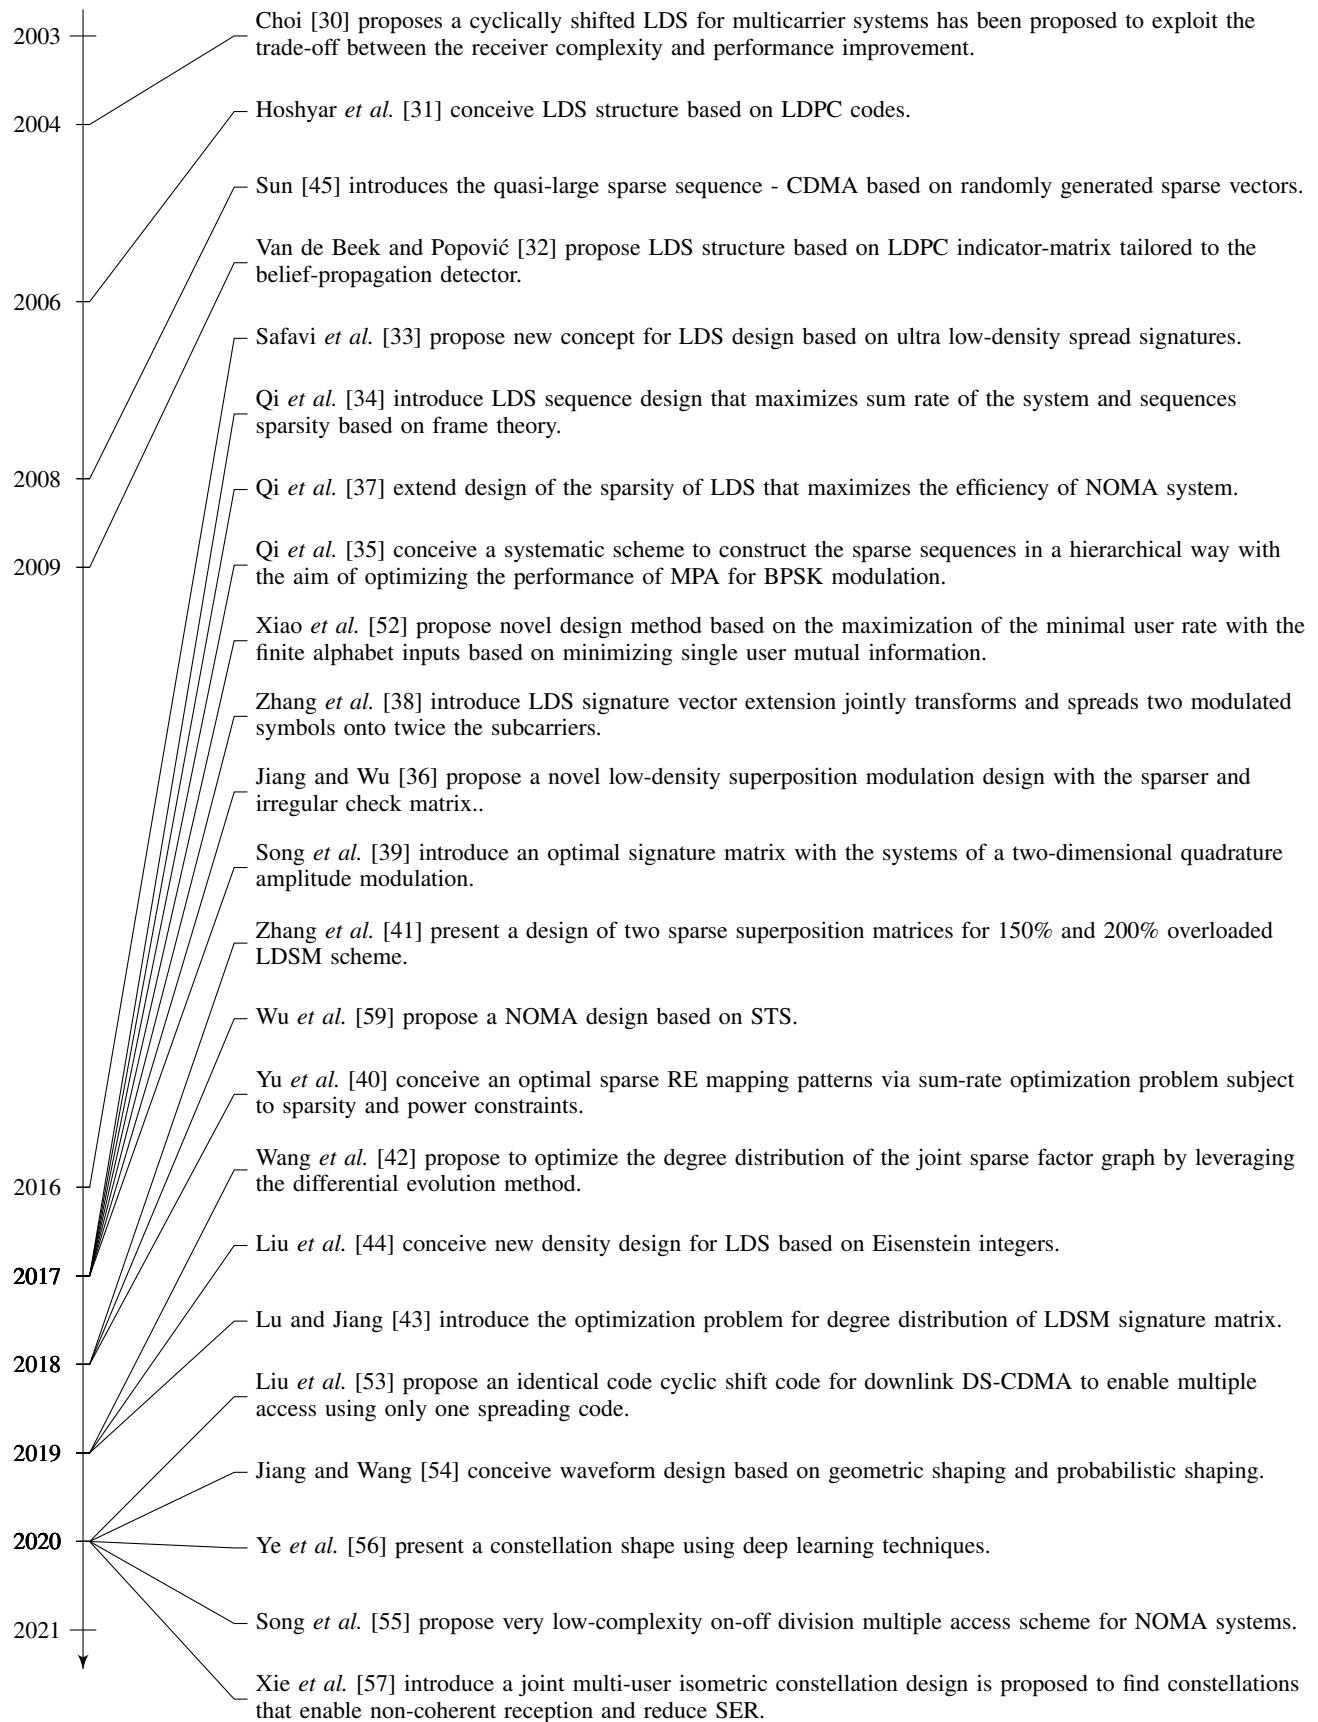 2003
2004
2006
2008
2009
2016
2017
2018
2019
2020
2021
Choi [30] proposes a cyclically shifted LDS for multicarrier systems has been proposed to exploit the
trade-off between the receiver complexity and performance improvement.
Hoshyar et al. [31] conceive LDS structure based on LDPC codes.
Sun [45] introduces the quasi-large sparse sequence - CDMA based on randomly generated sparse vectors.
Van de Beek and Popović [32] propose LDS structure based on LDPC indicator-matrix tailored to the
belief-propagation detector.
Safavi et al. [33] propose new concept for LDS design based on ultra low-density spread signatures.
Qi et al. [34] introduce LDS sequence design that maximizes sum rate of the system and sequences
sparsity based on frame theory.
Qi et al. [37] extend design of the sparsity of LDS that maximizes the efficiency of NOMA system.
Qi et al. [35] conceive a systematic scheme to construct the sparse sequences in a hierarchical way with
the aim of optimizing the performance of MPA for BPSK modulation.
Xiao et al. [52] propose novel design method based on the maximization of the minimal user rate with the
finite alphabet inputs based on minimizing single user mutual information.
Zhang et al. [38] introduce LDS signature vector extension jointly transforms and spreads two modulated
symbols onto twice the subcarriers.
Jiang and Wu [36] propose a novel low-density superposition modulation design with the sparser and
irregular check matrix..
Song et al. [39] introduce an optimal signature matrix with the systems of a two-dimensional quadrature
amplitude modulation.
Zhang et al. [41] present a design of two sparse superposition matrices for 150% and 200% overloaded
LDSM scheme.
Wu et al. [59] propose a NOMA design based on STS.
Yu et al. [40] conceive an optimal sparse RE mapping patterns via sum-rate optimization problem subject
to sparsity and power constraints.
Wang et al. [42] propose to optimize the degree distribution of the joint sparse factor graph by leveraging
the differential evolution method.
Liu et al. [44] conceive new density design for LDS based on Eisenstein integers.
Lu and Jiang [43] introduce the optimization problem for degree distribution of LDSM signature matrix.
Liu et al. [53] propose an identical code cyclic shift code for downlink DS-CDMA to enable multiple
access using only one spreading code.
Jiang and Wang [54] conceive waveform design based on geometric shaping and probabilistic shaping.
Ye et al. [56] present a constellation shape using deep learning techniques.
Song et al. [55] propose very low-complexity on-off division multiple access scheme for NOMA systems.
Xie et al. [57] introduce a joint multi-user isometric constellation design is proposed to find constellations
that enable non-coherent reception and reduce SER.